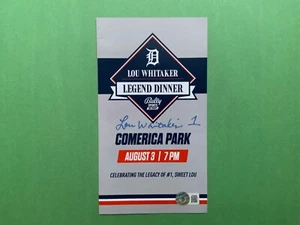 D
LOU WHITAKER
LEGEND DINNER
Bally
SPORTS
Lou Whitaker 1
COMERICA PARK
AUGUST 3 | 7 PM
CELEBRATING THE LEGACY OF #1, SWEET LOU